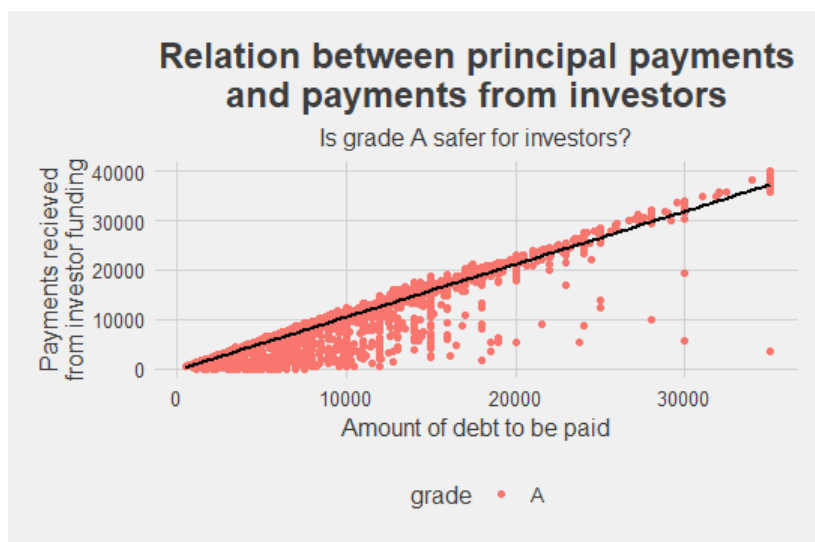 Relation between principal payments
and payments from investors
Is grade A safer for investors?
Payments recieved
from investor funding
40000
30000
20000
10000
0
0 10000 20000 30000
Amount of debt to be paid
grade A